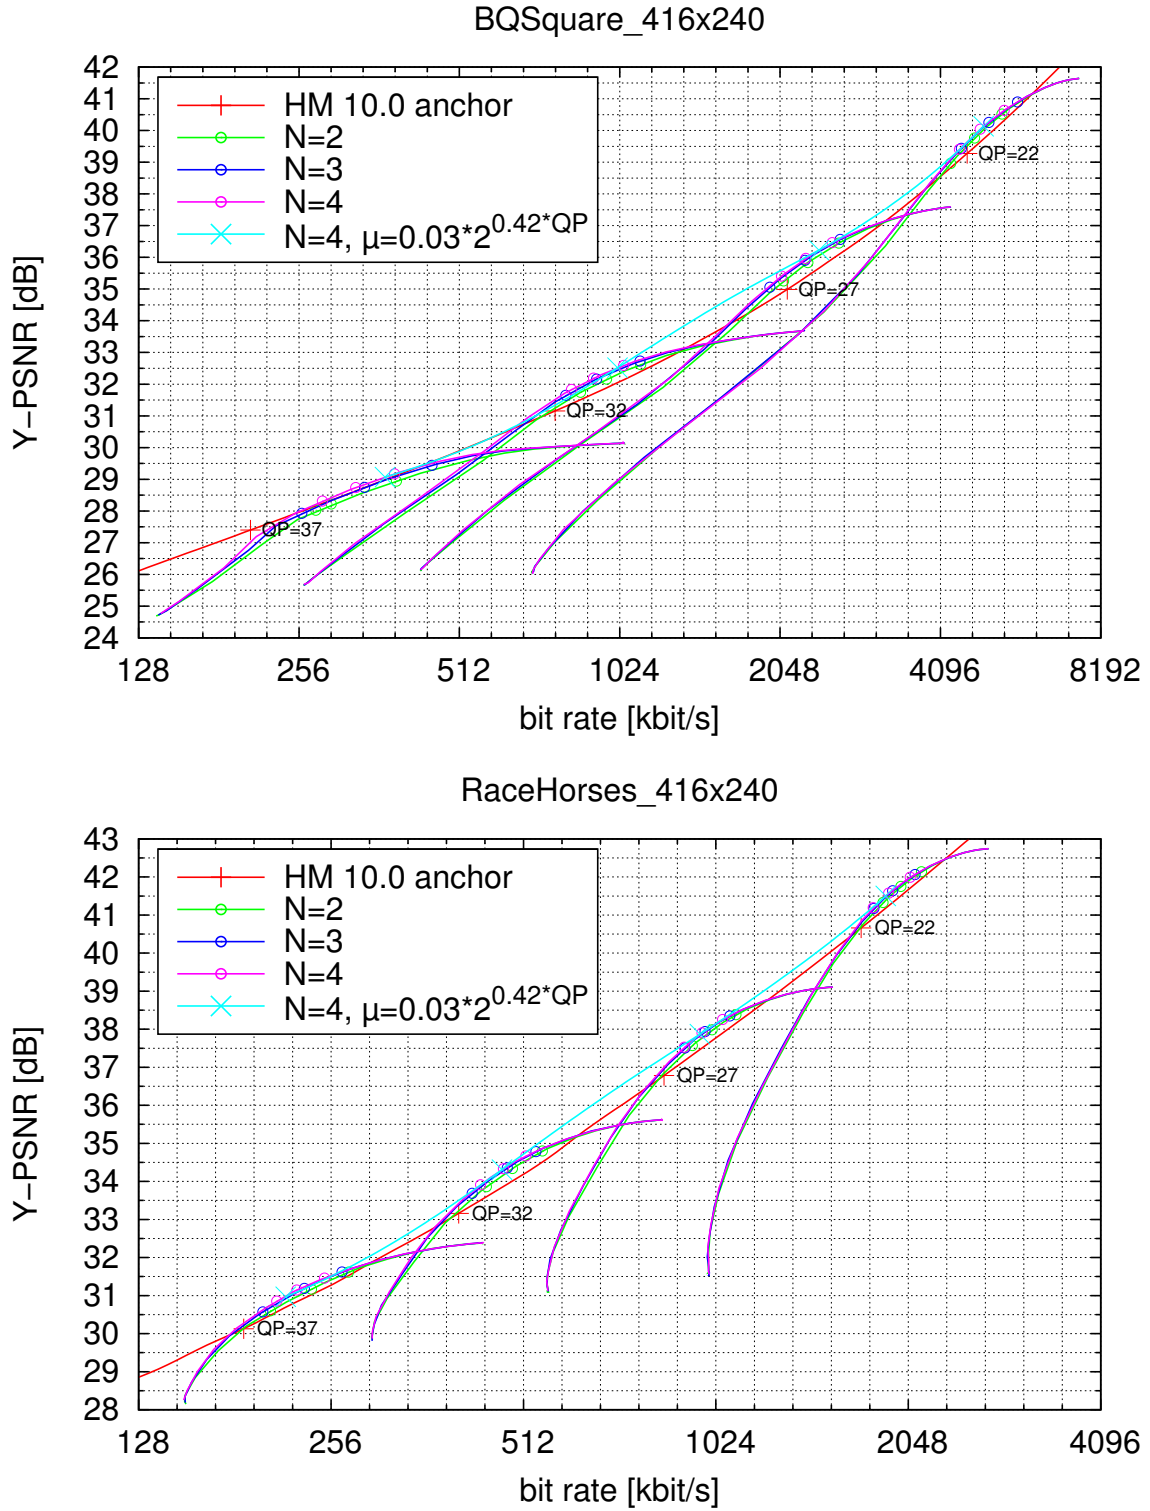 BQSquare_416x240
42
41
40
39
38
37
36
35
34
33
32
31
30
29
28
27
26
25
24
Y-PSNR [dB]
HM 10.0 anchor
N=2
N=3
N=4
N=4, μ=0.03*2^0.42*QP
QP=22
QP=27
QP=32
QP=37
128 256 512 1024 2048 4096 8192
bit rate [kbit/s]
RaceHorses_416x240
43
42
41
40
39
38
37
36
35
34
33
32
31
30
29
28
Y-PSNR [dB]
HM 10.0 anchor
N=2
N=3
N=4
N=4, μ=0.03*2^0.42*QP
QP=22
QP=27
QP=32
QP=37
128 256 512 1024 2048 4096
bit rate [kbit/s]